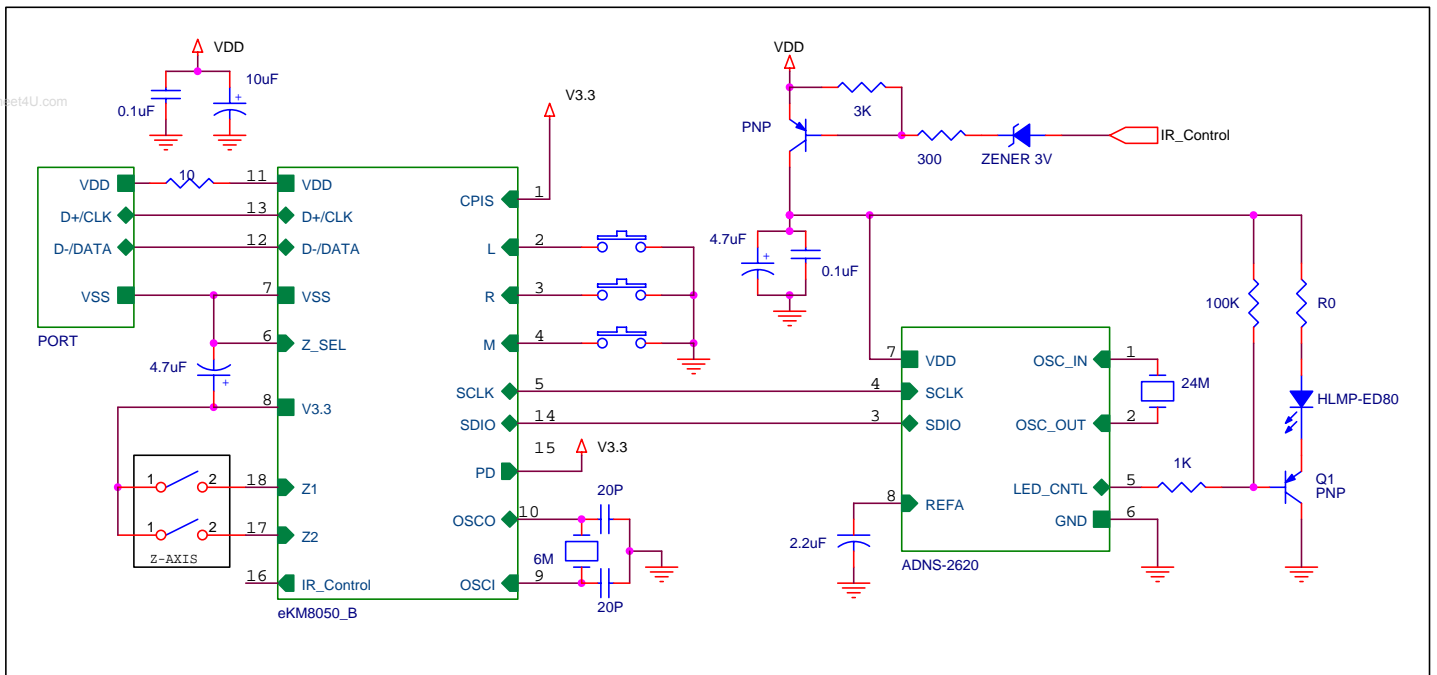 VDD
10uF
0.1uF
eet4U.com
V3.3
VDD
3K
PNP
300
ZENER 3V
IR_Control
VDD
10
11
VDD
D+/CLK
13
D+/CLK
D-/DATA
12
D-/DATA
VSS
7
VSS
PORT
6
Z_SEL
4.7uF
8
V3.3
1
2
18
Z1
1
2
17
Z2
Z-AXIS
16
IR_Control
eKM8050_B
CPIS
1
L
2
R
3
M
4
SCLK
5
SDIO
14
15
V3.3
PD
20P
OSCO
10
6M
OSCI
9
20P
4.7uF
0.1uF
100K
R0
7
VDD
OSC_IN
1
4
SCLK
24M
HLMP-ED80
3
SDIO
OSC_OUT
2
1K
LED_CNTL
5
Q1
PNP
8
REFA
GND
6
2.2uF
ADNS-2620